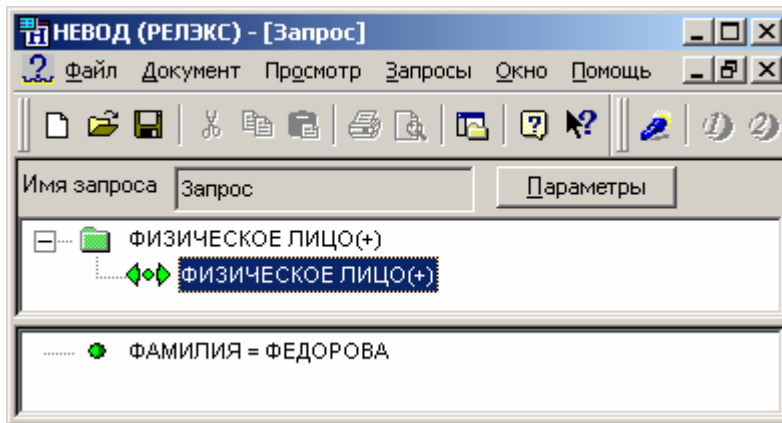 НЕВОД (РЕЛЭКС) - [Запрос]
Файл Документ Просмотр Запросы Окно Помощь
Имя запроса Запрос Параметры
ФИЗИЧЕСКОЕ ЛИЦО(+)
ФИЗИЧЕСКОЕ ЛИЦО(+)
ФАМИЛИЯ = ФЕДОРОВА